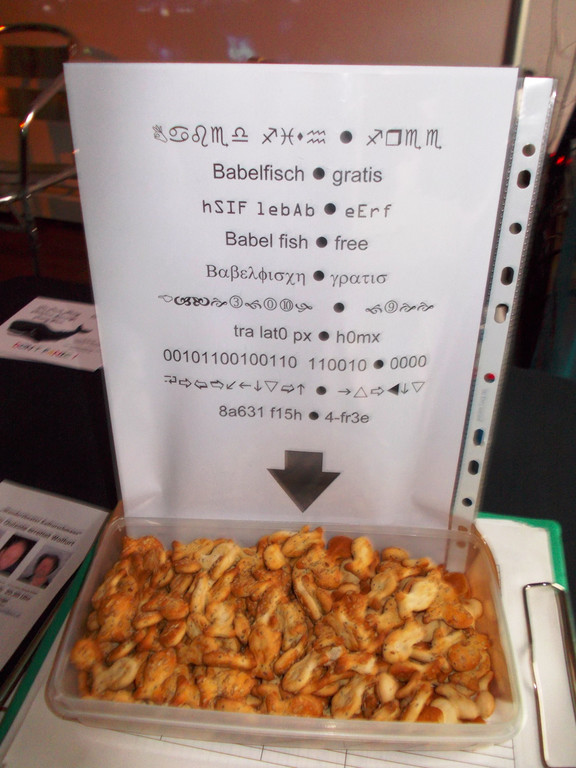 👌♋♌♏♎ ♐♓⬧♒ ● ♐❒♏♏
Babelfisch ● gratis
hSIF lebAb ● eErf
Babel fish ● free
Βαβελφισχη ● γρατισ
tra lat0 px ● h0mx
00101100100110 110010 ● 0000
8a631 f15h ● 4-fr3e